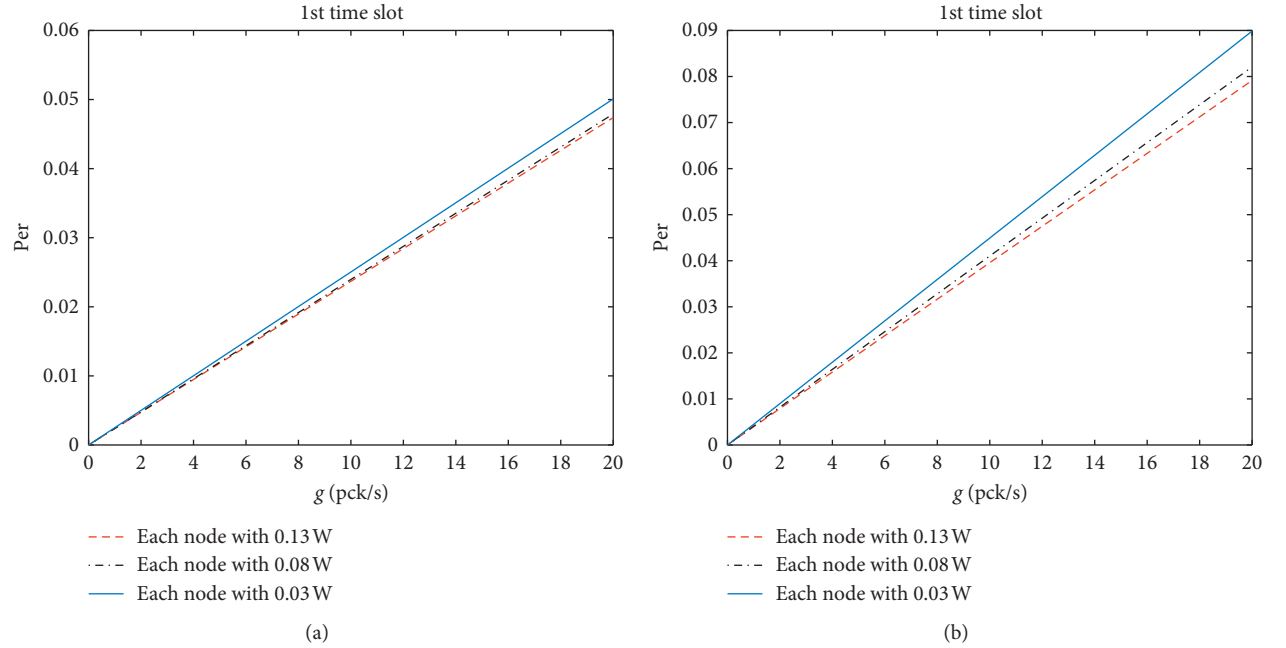 1st time slot
0.06
0.05
0.04
0.03
0.02
0.01
0
Per
0 2 4 6 8 10 12 14 16 18 20
g (pck/s)
Each node with 0.13 W
Each node with 0.08 W
Each node with 0.03 W
(a)
1st time slot
0.09
0.08
0.07
0.06
0.05
0.04
0.03
0.02
0.01
0
Per
0 2 4 6 8 10 12 14 16 18 20
g (pck/s)
Each node with 0.13 W
Each node with 0.08 W
Each node with 0.03 W
(b)